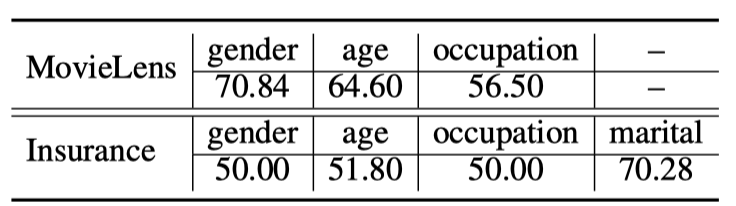 MovieLens gender age occupation –
70.84 64.60 56.50 –
Insurance gender age occupation marital
50.00 51.80 50.00 70.28